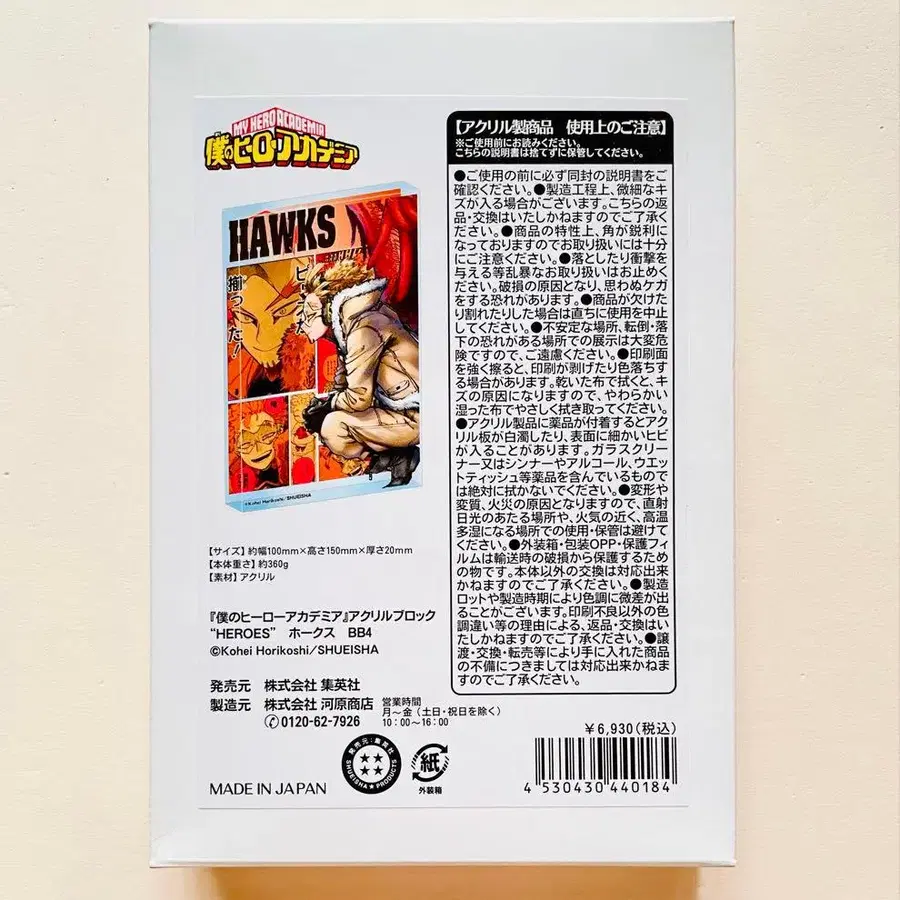 MY HERO ACADEMIA
僕のヒーローアカデミア
HAWKS
揃った!
©Kohei Horikoshi/SHUEISHA
【サイズ】約幅100mm×高さ150mm×厚さ20mm
【本体重さ】約360g
【素材】アクリル
『僕のヒーローアカデミア』アクリルブロック
“HEROES” ホークス BB4
©Kohei Horikoshi/SHUEISHA
発売元 株式会社 集英社
製造元 株式会社 河原商店
0120-62-7926
営業時間
月〜金(土・日・祝日を除く)
10:00〜16:00
MADE IN JAPAN
発売元:集英社
SHUEISHA PRODUCTS
紙
外装箱
【アクリル製商品 使用上のご注意】
※ご使用前にお読みください。
こちらの説明書は捨てずに保管してください。
●ご使用の前に必ず同封の説明書をご
確認ください。●製造工程上、微細なキ
ズが入る場合がございます。こちらの返
品・交換はいたしかねますのでご了承く
ださい。●商品の特性上、角が鋭利に
なっておりますのでお取り扱いには十分
にご注意ください。●落としたり衝撃を
与える等乱暴なお取り扱いはお止めく
ださい。破損の原因となり、思わぬケガ
をする恐れがあります。●商品が欠けた
り割れたりした場合は直ちに使用を中止
してください。●不安定な場所、転倒・落
下の恐れがある場所での展示は大変危
険ですので、ご遠慮ください。●印刷面
を強く擦ると、印刷が剥げたり色落ちす
る場合があります。乾いた布で拭くと、キ
ズの原因になりますので、やわらかい
湿った布でやさしく拭き取ってください。
●アクリル製品に薬品が付着するとアク
リル板が白濁したり、表面に細かいヒビ
が入ることがあります。ガラスクリー
ナー又はシンナーやアルコール、ウエッ
トティッシュ等薬品を含んでいるもので
は絶対に拭かないでください。●変形や
変質、火災の原因となりますので、直射
日光のあたる場所や、火気の近く、高温
多湿になる場所での使用・保管は避けて
ください。●外装箱・包装OPP・保護フィ
ルムは輸送時の破損から保護するため
の物です。本体以外の交換は対応出来
かねますのでご了承ください。●製造
ロットや製造時期により色調に微差が出
ることがございます。印刷不良以外の色
調違い等の理由による、返品・交換はい
たしかねますのでご了承ください。●譲
渡・交換・転売等により手に入れた商品
の不備につきましては対応出来かねま
すのでご了承ください。
¥6,930(税込)
4 530430 440184